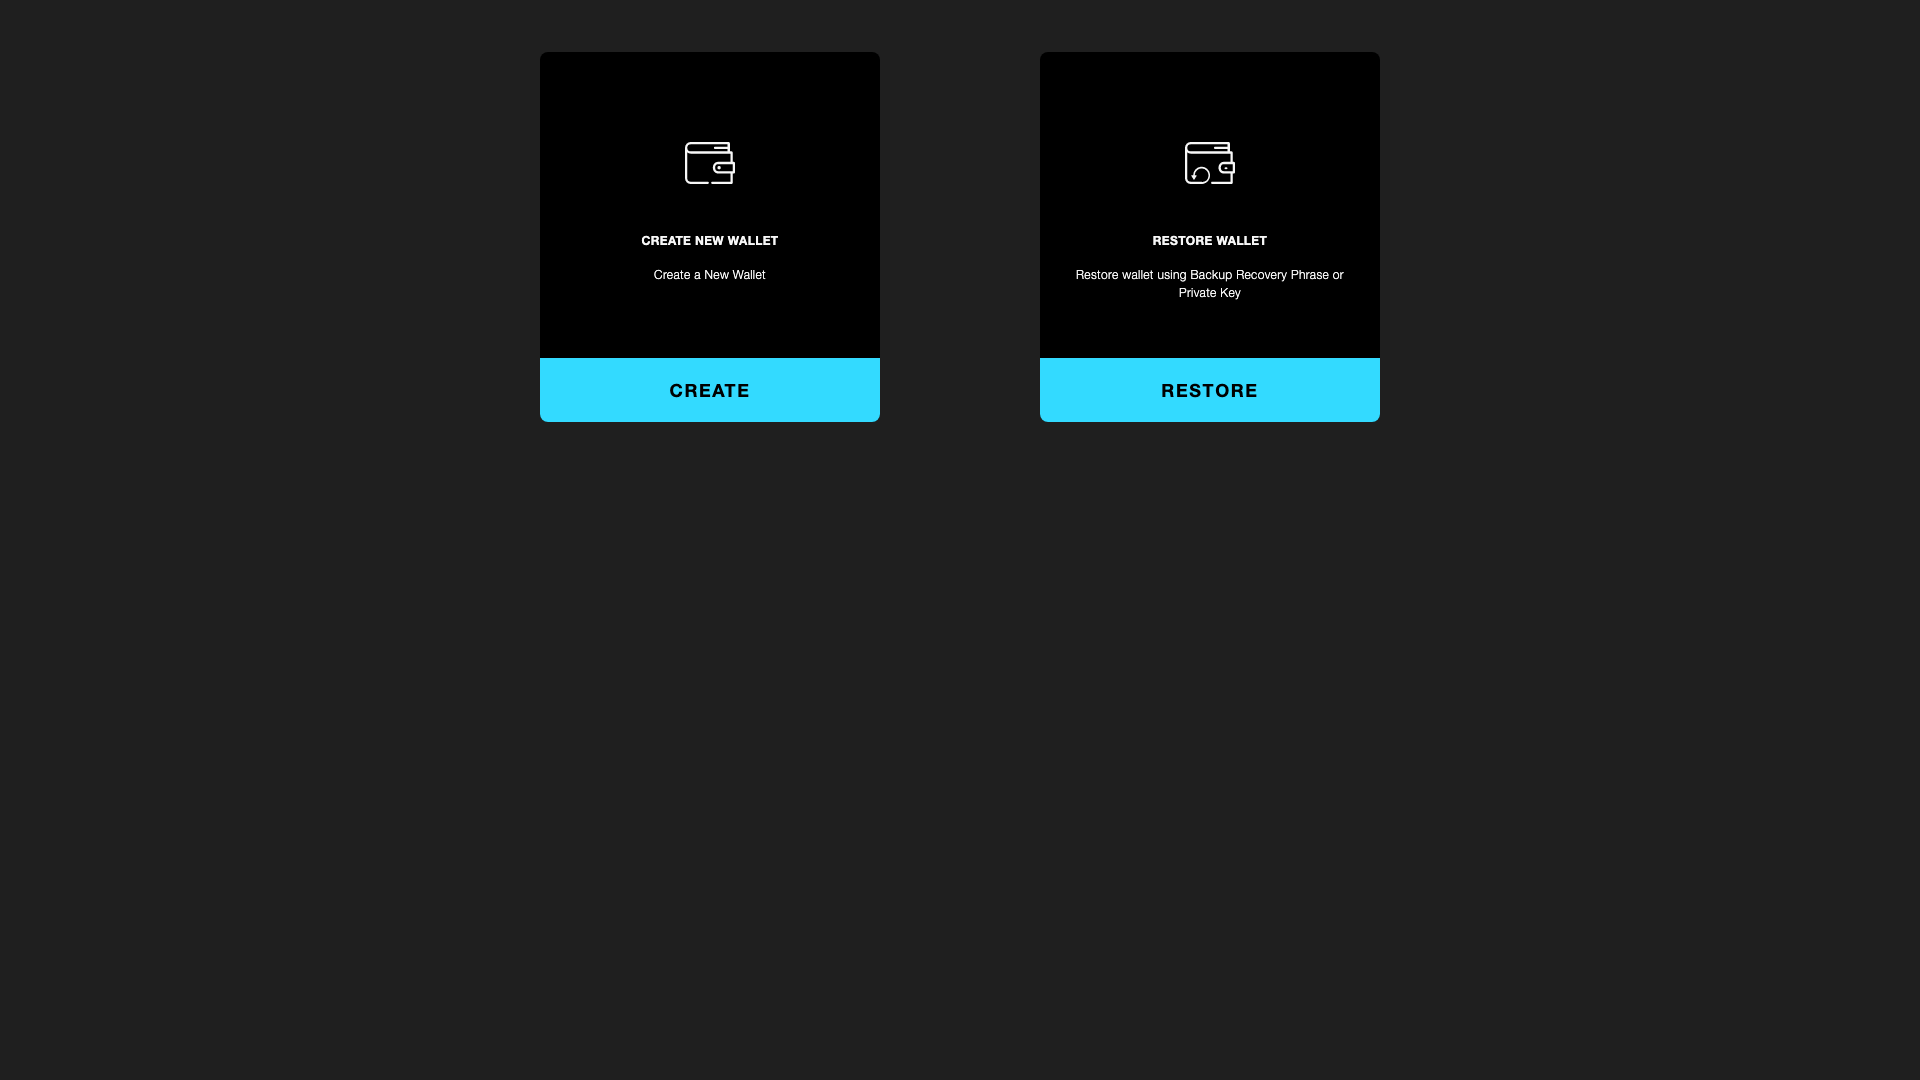 CREATE NEW WALLET
Create a New Wallet
CREATE
RESTORE WALLET
Restore wallet using Backup Recovery Phrase or
Private Key
RESTORE